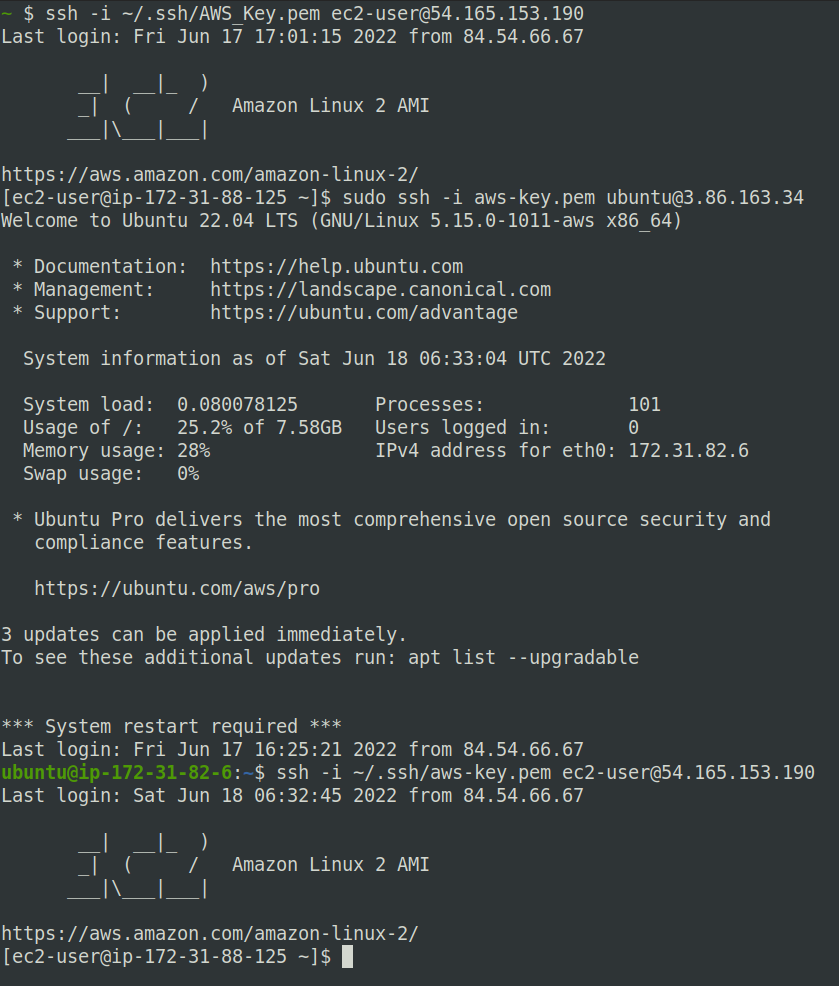 ~ $ ssh -i ~/.ssh/AWS_Key.pem ec2-user@54.165.153.190
Last login: Fri Jun 17 17:01:15 2022 from 84.54.66.67

       __|  __|_  )
       _|  (     /   Amazon Linux 2 AMI
      ___|\___|___|

https://aws.amazon.com/amazon-linux-2/
[ec2-user@ip-172-31-88-125 ~]$ sudo ssh -i aws-key.pem ubuntu@3.86.163.34
Welcome to Ubuntu 22.04 LTS (GNU/Linux 5.15.0-1011-aws x86_64)

 * Documentation:  https://help.ubuntu.com
 * Management:     https://landscape.canonical.com
 * Support:        https://ubuntu.com/advantage

  System information as of Sat Jun 18 06:33:04 UTC 2022

  System load:  0.080078125       Processes:             101
  Usage of /:   25.2% of 7.58GB   Users logged in:       0
  Memory usage: 28%               IPv4 address for eth0: 172.31.82.6
  Swap usage:   0%

 * Ubuntu Pro delivers the most comprehensive open source security and
   compliance features.

   https://ubuntu.com/aws/pro

3 updates can be applied immediately.
To see these additional updates run: apt list --upgradable


*** System restart required ***
Last login: Fri Jun 17 16:25:21 2022 from 84.54.66.67
ubuntu@ip-172-31-82-6:~$ ssh -i ~/.ssh/aws-key.pem ec2-user@54.165.153.190
Last login: Sat Jun 18 06:32:45 2022 from 84.54.66.67

       __|  __|_  )
       _|  (     /   Amazon Linux 2 AMI
      ___|\___|___|

https://aws.amazon.com/amazon-linux-2/
[ec2-user@ip-172-31-88-125 ~]$